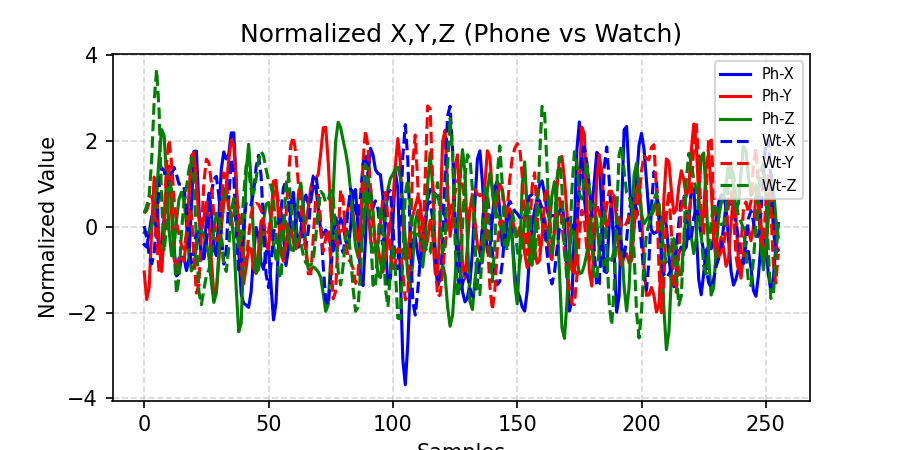 Normalized X,Y,Z (Phone vs Watch)
4
2
0
−2
−4
Normalized Value
Ph-X
Ph-Y
Ph-Z
Wt-X
Wt-Y
Wt-Z
0 50 100 150 200 250
Samples